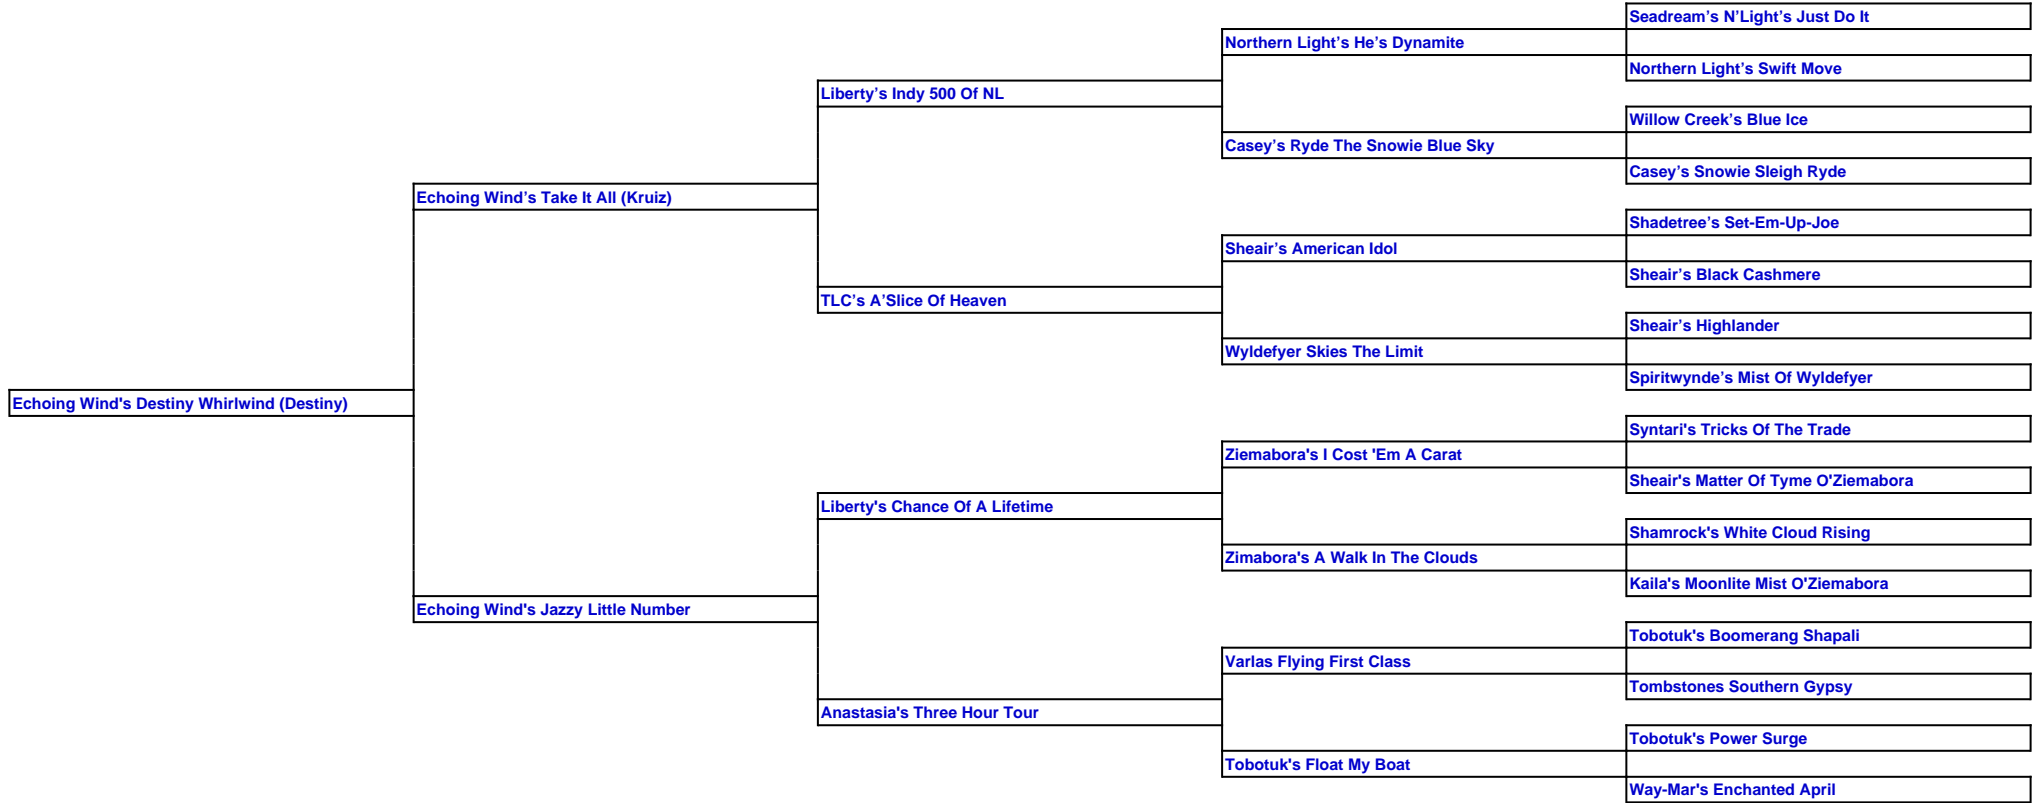 Seadream’s N’Light’s Just Do It
Northern Light’s He’s Dynamite
Northern Light’s Swift Move
Liberty’s Indy 500 Of NL
Willow Creek’s Blue Ice
Casey’s Ryde The Snowie Blue Sky
Casey’s Snowie Sleigh Ryde
Echoing Wind’s Take It All (Kruiz)
Shadetree’s Set-Em-Up-Joe
Sheair’s American Idol
Sheair’s Black Cashmere
TLC’s A’Slice Of Heaven
Sheair’s Highlander
Wyldefyer Skies The Limit
Spiritwynde’s Mist Of Wyldefyer
Echoing Wind's Destiny Whirlwind (Destiny)
Syntari's Tricks Of The Trade
Ziemabora's I Cost 'Em A Carat
Sheair's Matter Of Tyme O'Ziemabora
Liberty's Chance Of A Lifetime
Shamrock's White Cloud Rising
Zimabora's A Walk In The Clouds
Kaila's Moonlite Mist O'Ziemabora
Echoing Wind's Jazzy Little Number
Tobotuk's Boomerang Shapali
Varlas Flying First Class
Tombstones Southern Gypsy
Anastasia's Three Hour Tour
Tobotuk's Power Surge
Tobotuk's Float My Boat
Way-Mar's Enchanted April